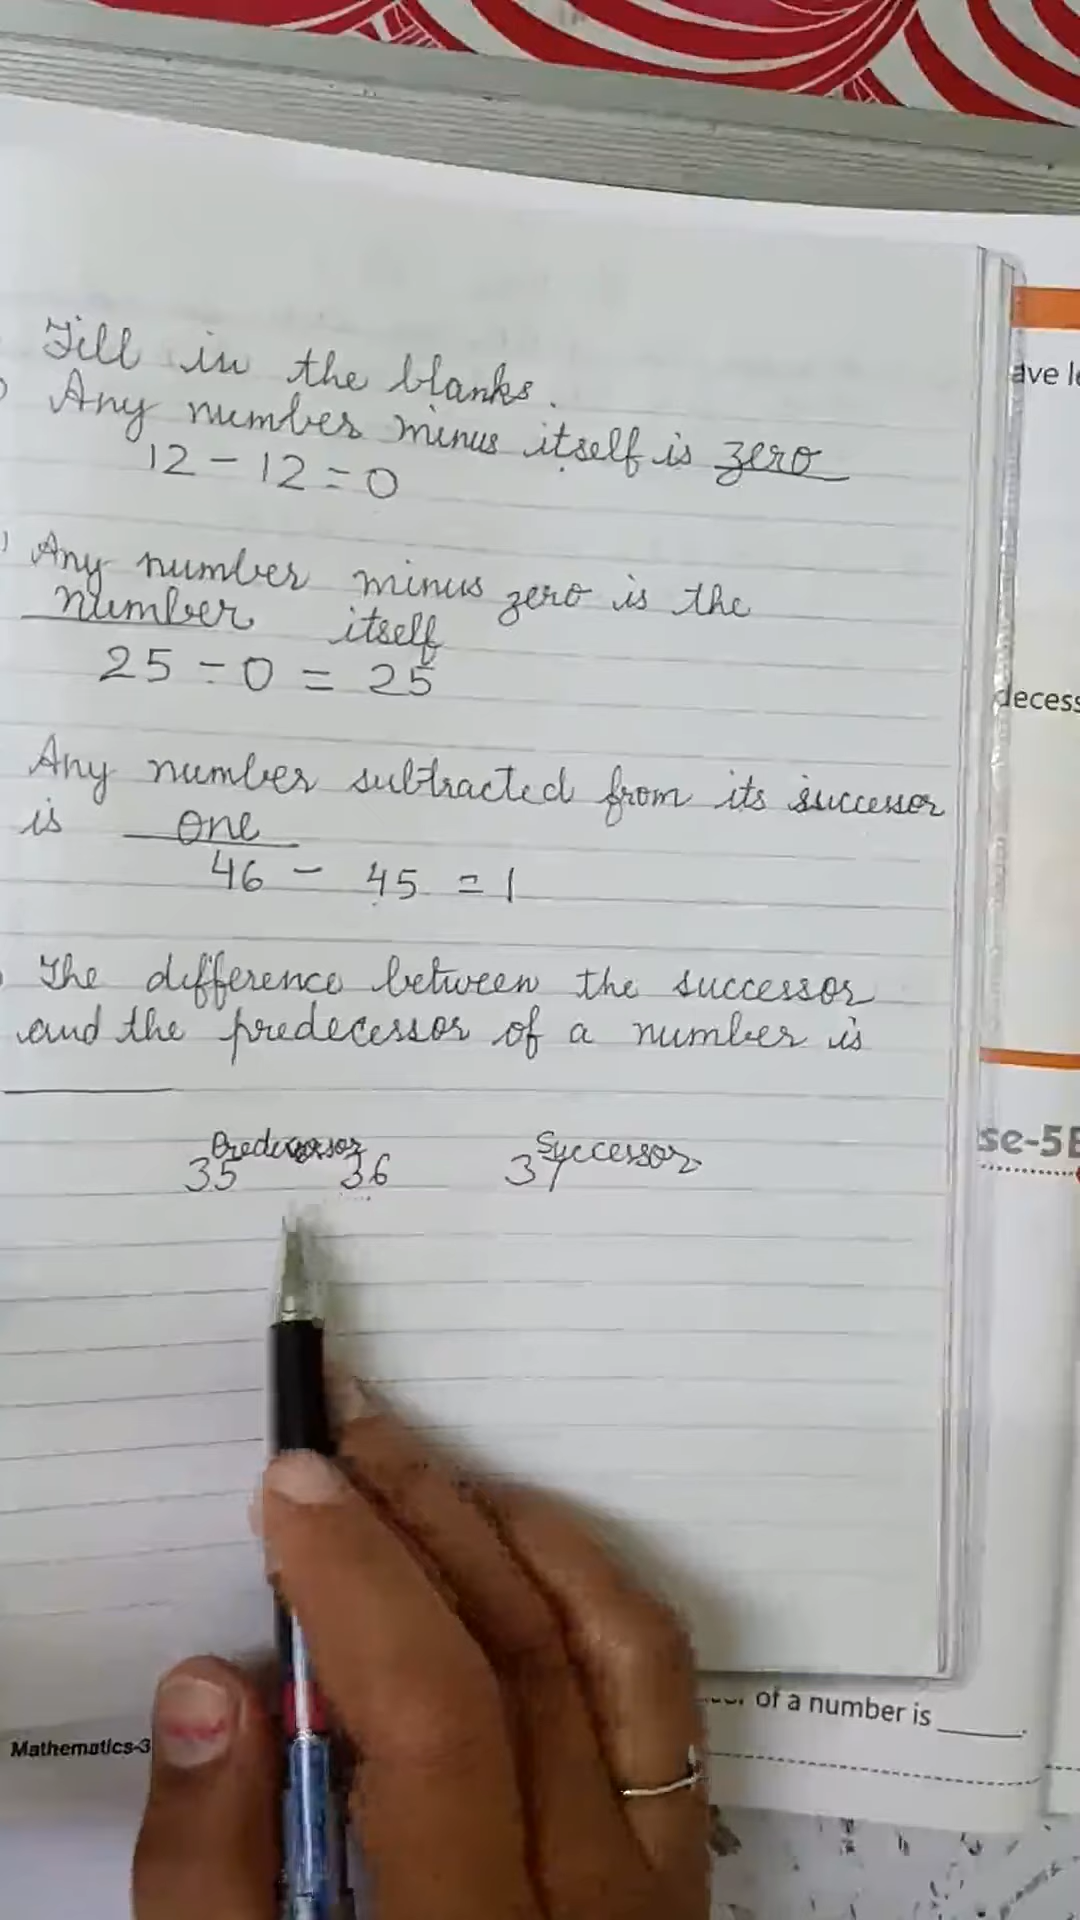 Fill in the blanks.
Any number minus itself is zero
12 - 12 = 0
Any number minus zero is the
number itself
25 - 0 = 25
Any number subtracted from its successor
is one
46 - 45 = 1
The difference between the successor
and the predecessor of a number is
Predecessor Successor
35 36 37
of a number is ______.
Mathematics-3
ave le
decess
se-5B